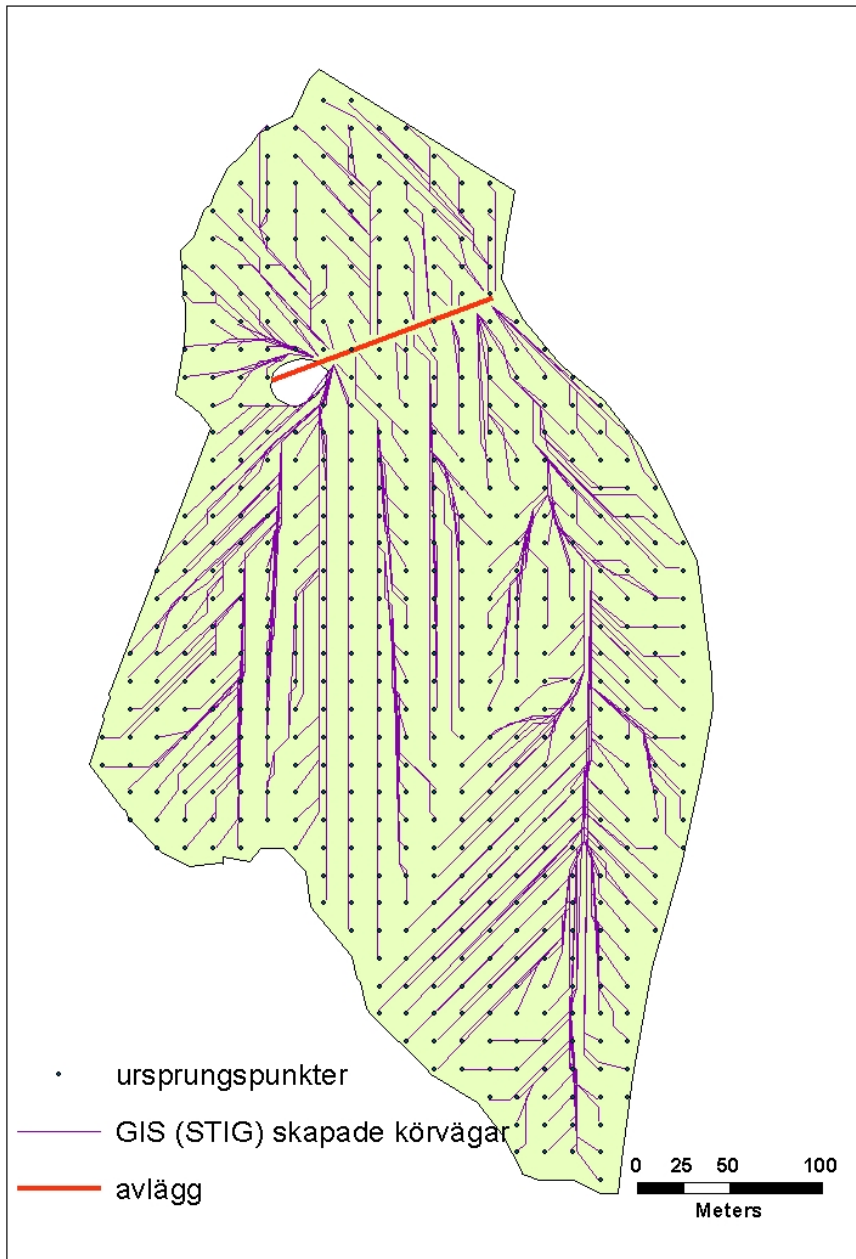 ursprungspunkter
GIS (STIG) skapade körvägar
avlägg
0 25 50 100
Meters